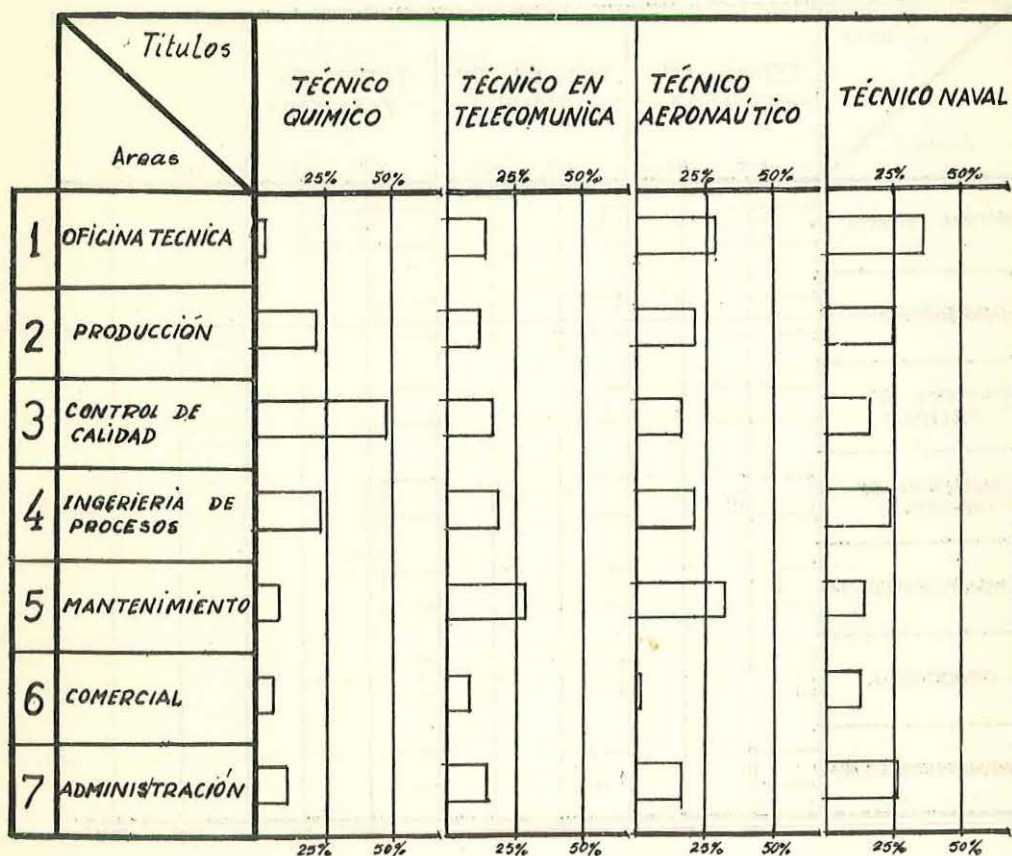 Titulos
Areas
TÉCNICO
QUIMICO
TÉCNICO EN
TELECOMUNICA
TÉCNICO
AERONAÚTICO
TÉCNICO NAVAL
25% 50% 25% 50% 25% 50% 25% 50%
1 OFICINA TECNICA
2 PRODUCCIÓN
3 CONTROL DE
CALIDAD
4 INGERIERIA DE
PROCESOS
5 MANTENIMIENTO
6 COMERCIAL
7 ADMINISTRACIÓN
25% 50% 25% 50% 25% 50% 25% 50%